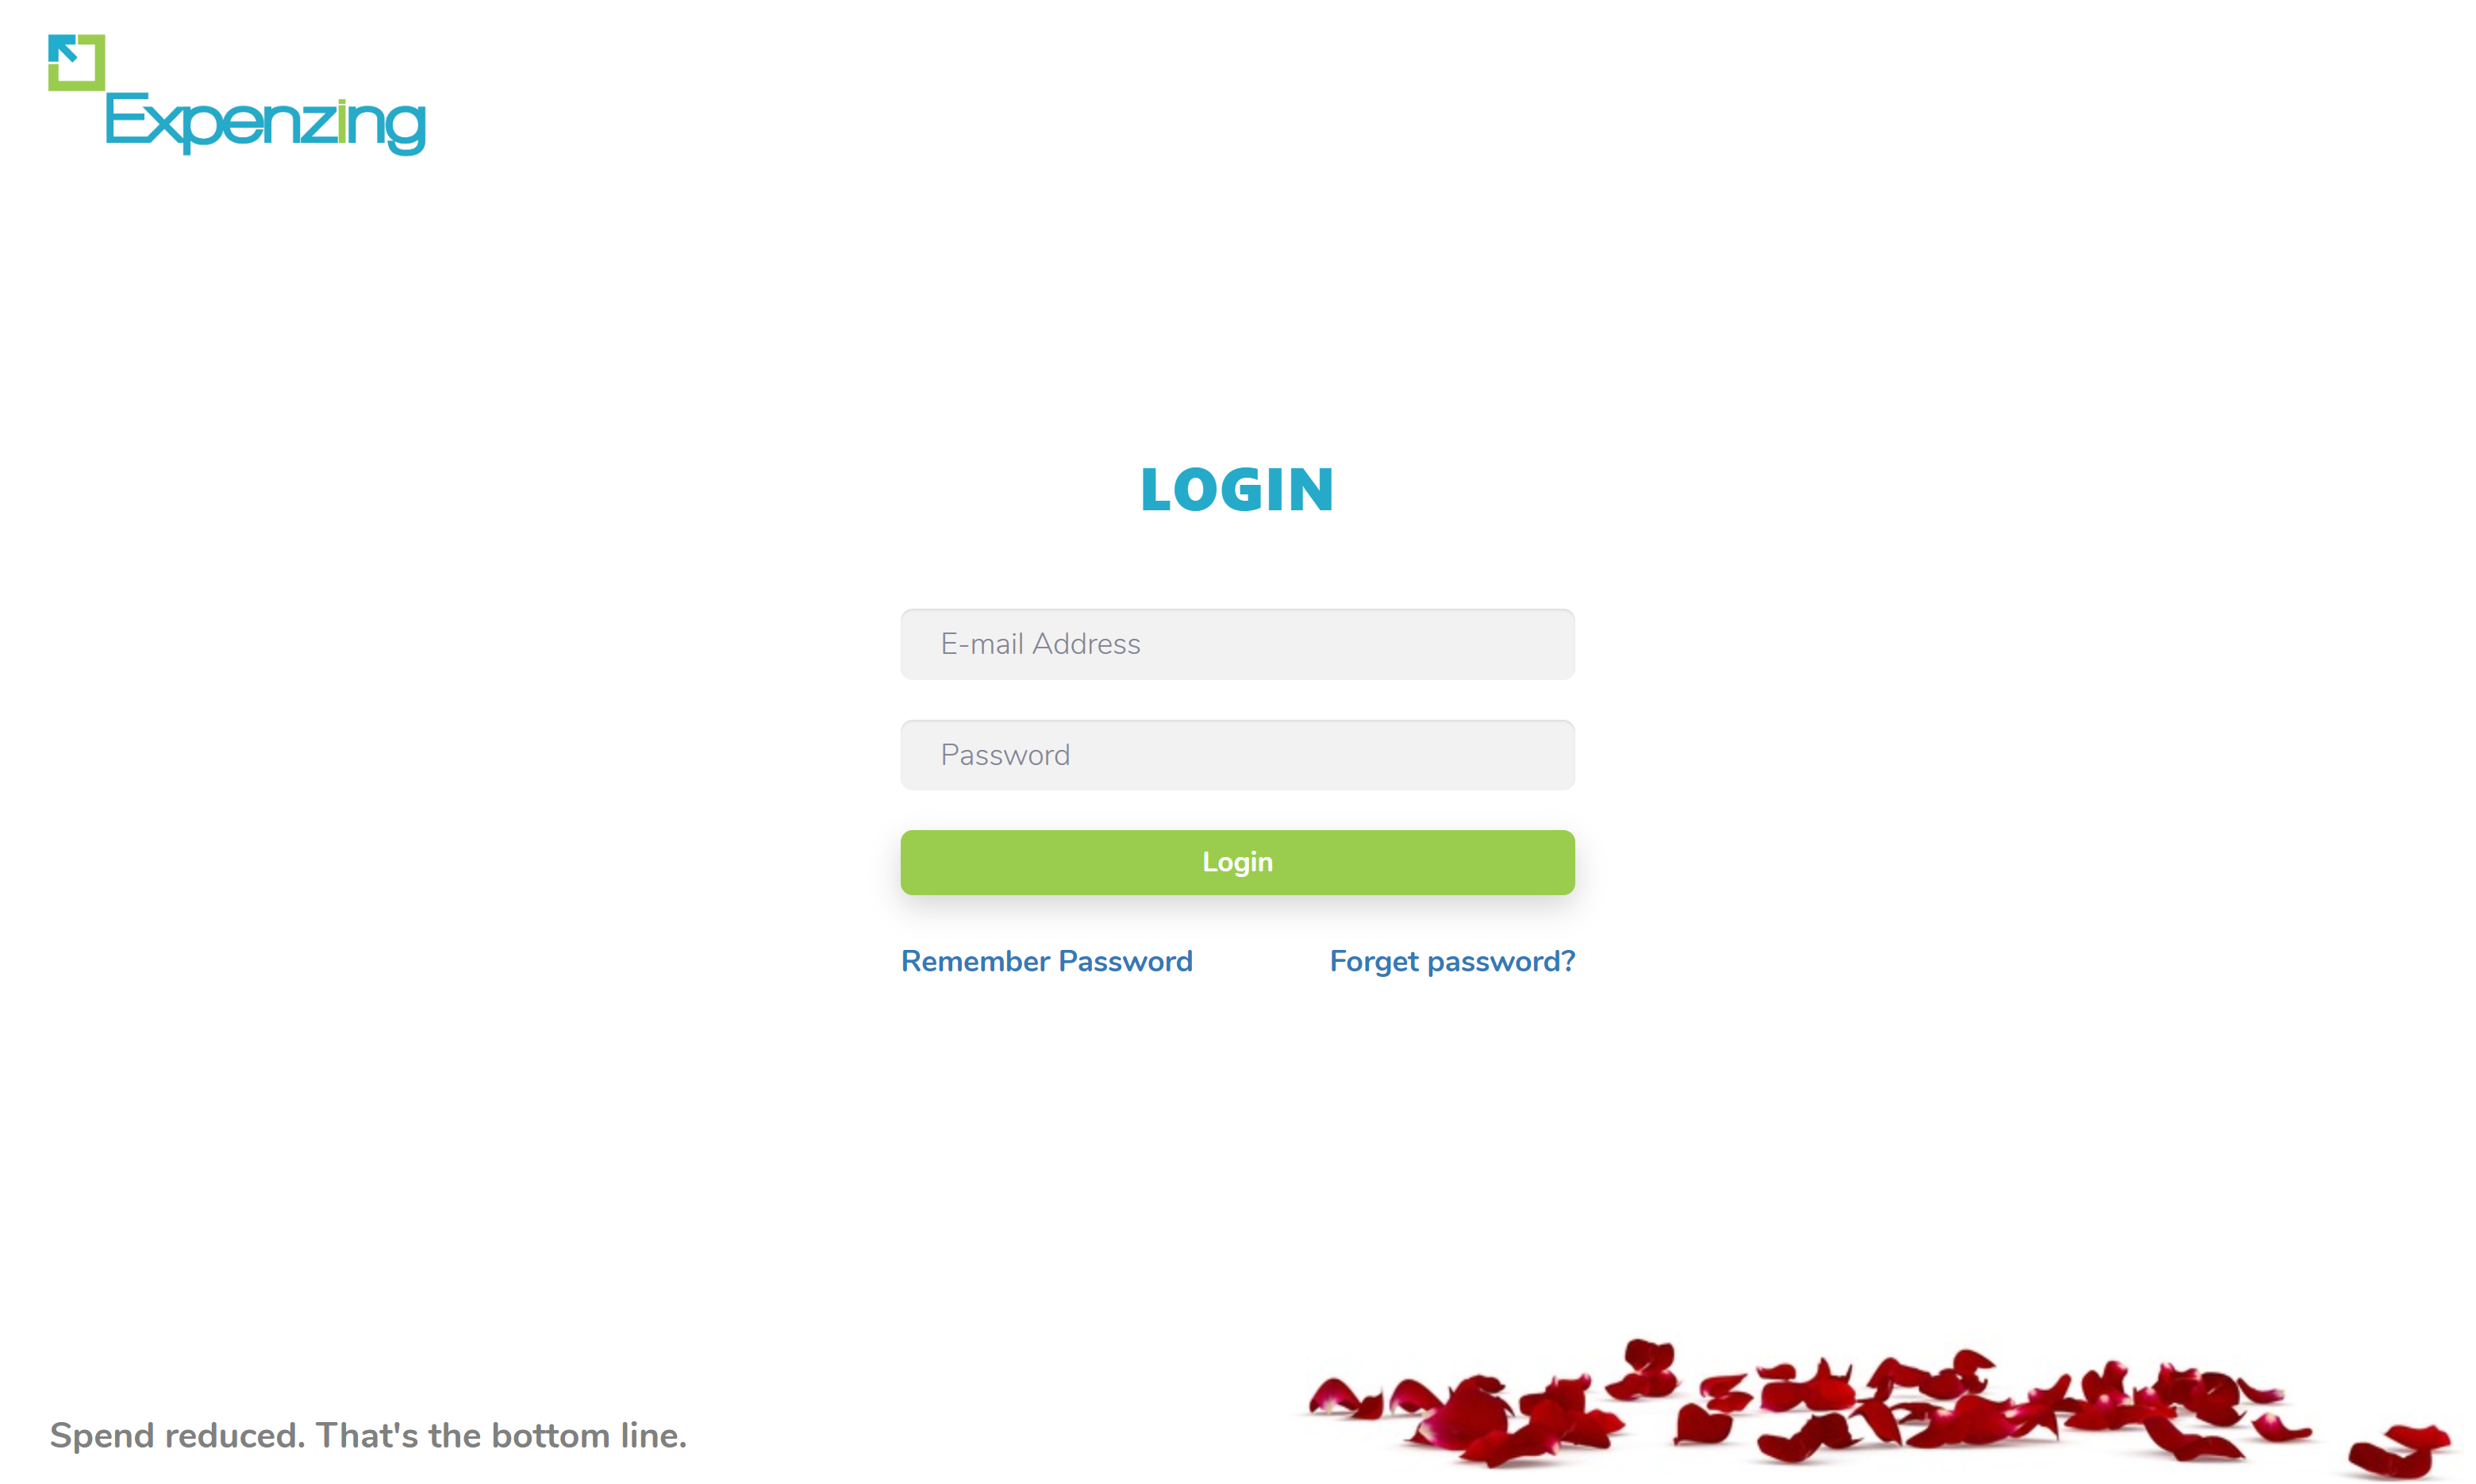 Expenzing
LOGIN
E-mail Address
Password
Login
Remember Password
Forget password?
Spend reduced. That's the bottom line.